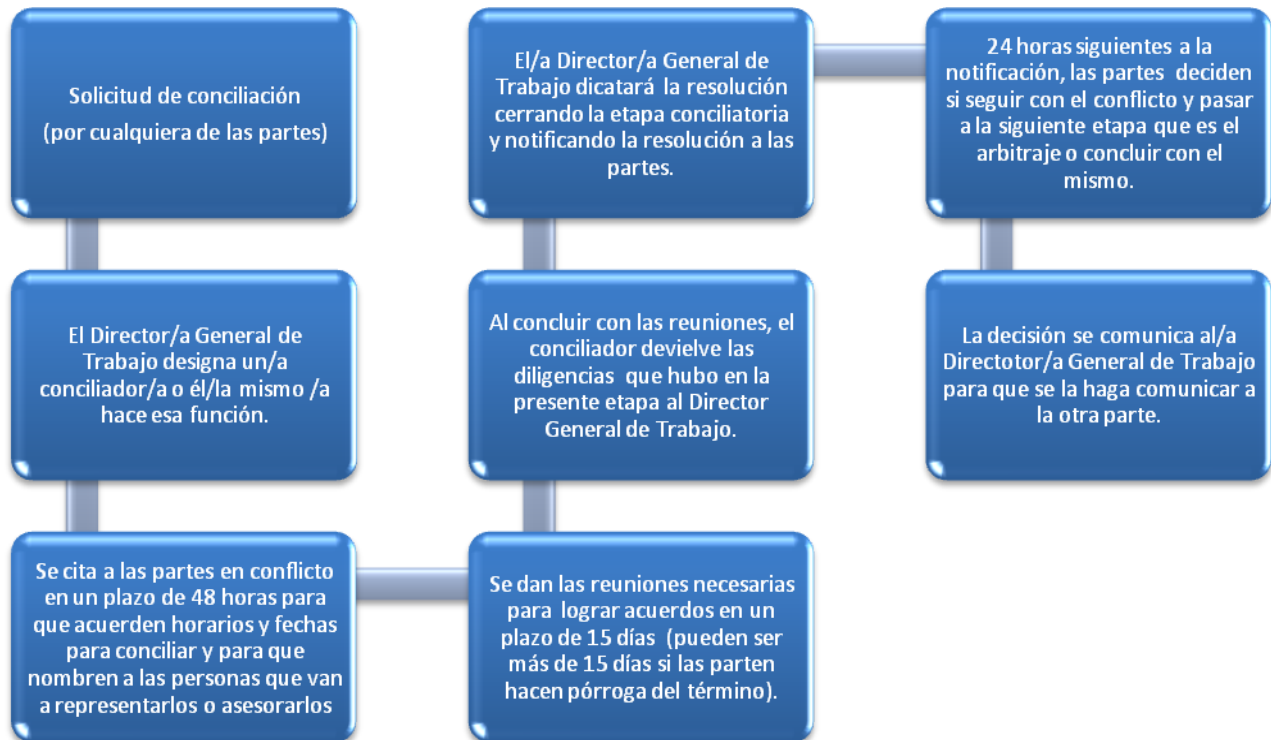 Solicitud de conciliación
(por cualquiera de las partes)
El Director/a General de
Trabajo designa un/a
conciliador/a o él/la mismo /a
hace esa función.
Se cita a las partes en conflicto
en un plazo de 48 horas para
que acuerden horarios y fechas
para conciliar y para que
nombren a las personas que van
a representarlos o asesorarlos
Se dan las reuniones necesarias
para lograr acuerdos en un
plazo de 15 días (pueden ser
más de 15 días si las parten
hacen pórroga del término).
Al concluir con las reuniones, el
conciliador devielve las
diligencias que hubo en la
presente etapa al Director
General de Trabajo.
El/a Director/a General de
Trabajo dicatará la resolución
cerrando la etapa conciliatoria
y notificando la resolución a las
partes.
24 horas siguientes a la
notificación, las partes deciden
si seguir con el conflicto y pasar
a la siguiente etapa que es el
arbitraje o concluir con el
mismo.
La decisión se comunica al/a
Directotor/a General de Trabajo
para que se la haga comunicar a
la otra parte.